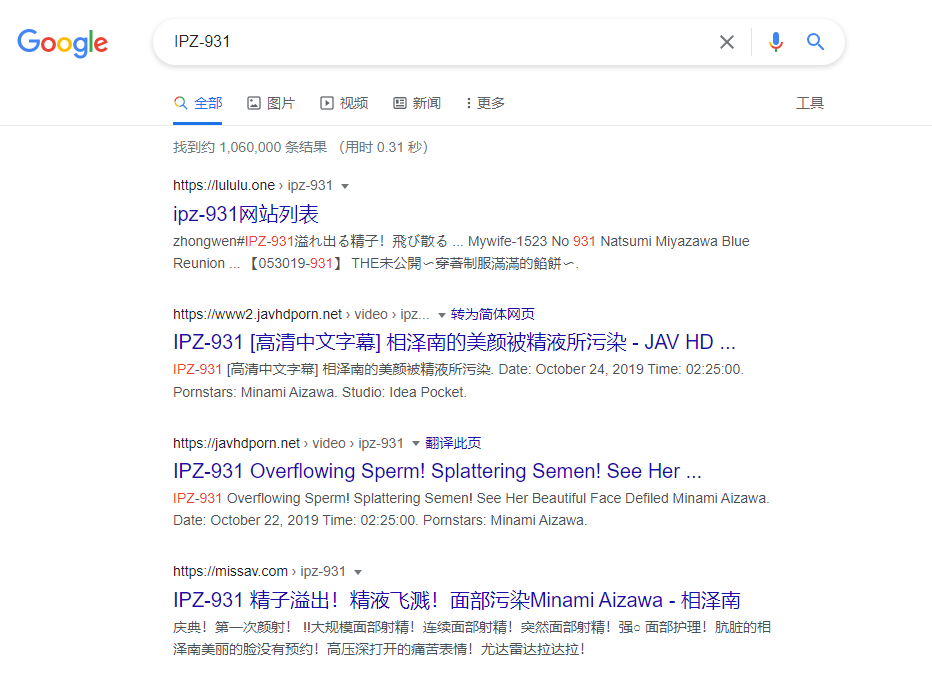 Google
IPZ-931
全部 图片 视频 新闻 更多 工具
找到约 1,060,000 条结果 （用时 0.31 秒）
https://lululu.one › ipz-931
ipz-931网站列表
zhongwen#IPZ-931溢れ出る精子！飛び散る ... Mywife-1523 No 931 Natsumi Miyazawa Blue
Reunion ... 【053019-931】 THE未公開〜穿著制服滿滿的餡餅〜.
https://www2.javhdporn.net › video › ipz... 转为简体网页
IPZ-931 [高清中文字幕] 相泽南的美颜被精液所污染 - JAV HD ...
IPZ-931 [高清中文字幕] 相泽南的美颜被精液所污染. Date: October 24, 2019 Time: 02:25:00.
Pornstars: Minami Aizawa. Studio: Idea Pocket.
https://javhdporn.net › video › ipz-931 翻译此页
IPZ-931 Overflowing Sperm! Splattering Semen! See Her ...
IPZ-931 Overflowing Sperm! Splattering Semen! See Her Beautiful Face Defiled Minami Aizawa.
Date: October 22, 2019 Time: 02:25:00. Pornstars: Minami Aizawa.
https://missav.com › ipz-931
IPZ-931 精子溢出！精液飞溅！面部污染Minami Aizawa - 相泽南
庆典！第一次颜射！ !!大规模面部射精！连续面部射精！突然面部射精！强○ 面部护理！肮脏的相
泽南美丽的脸没有预约！高压深打开的痛苦表情！尤达雷达拉达拉！